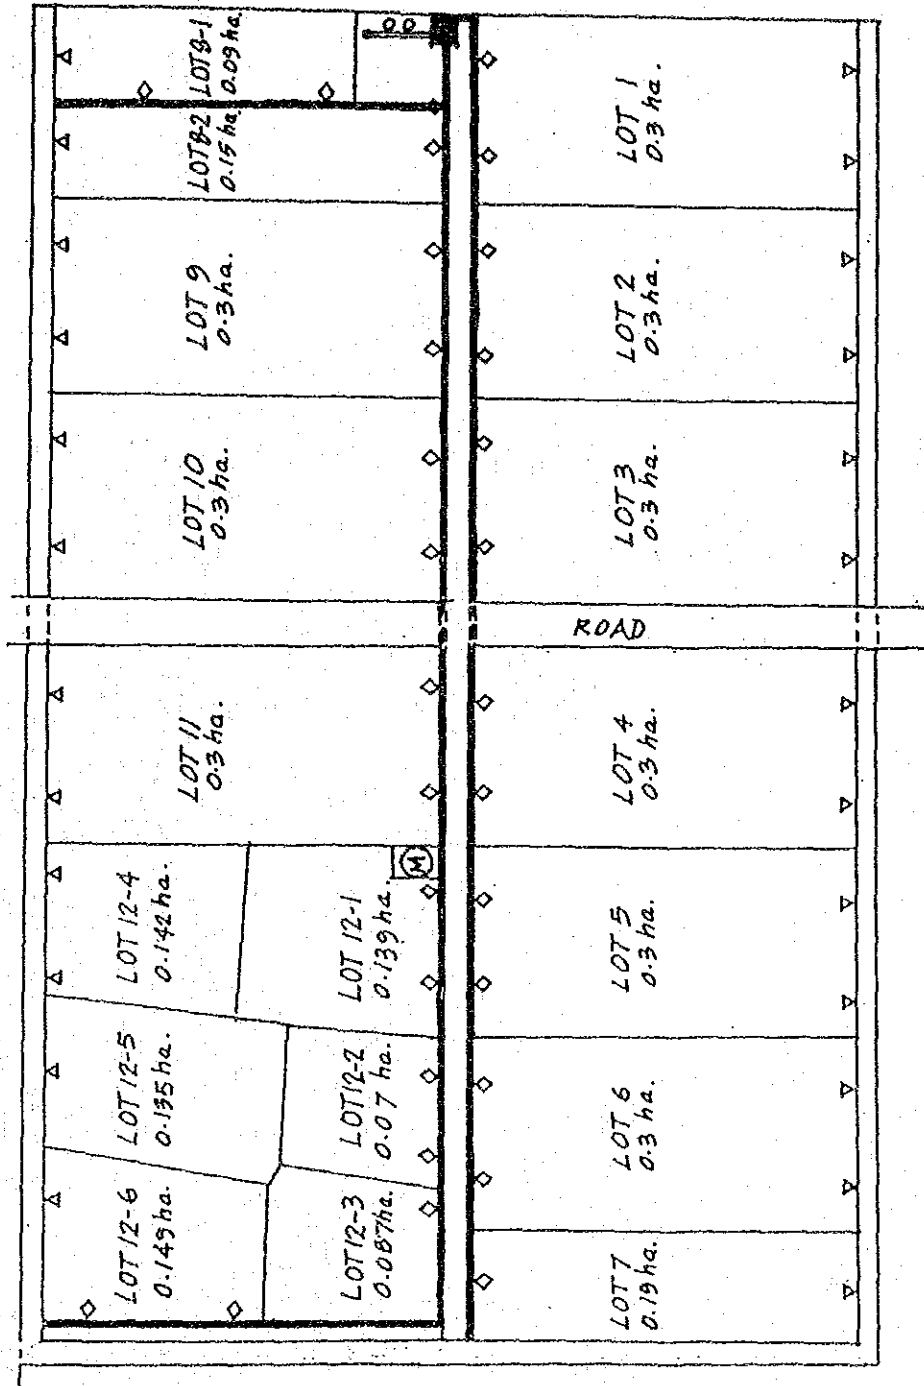 LOT 8-1
0.09 ha.
LOT 8-2
0.15 ha.
LOT 9
0.3 ha.
LOT 10
0.3 ha.
LOT 11
0.3 ha.
LOT 12-4
0.142 ha.
LOT 12-1
0.139 ha.
M
LOT 12-5
0.135 ha.
LOT 12-2
0.07 ha.
LOT 12-6
0.149 ha.
LOT 12-3
0.087 ha.
LOT 1
0.3 ha.
LOT 2
0.3 ha.
LOT 3
0.3 ha.
ROAD
LOT 4
0.3 ha.
LOT 5
0.3 ha.
LOT 6
0.3 ha.
LOT 7
0.19 ha.